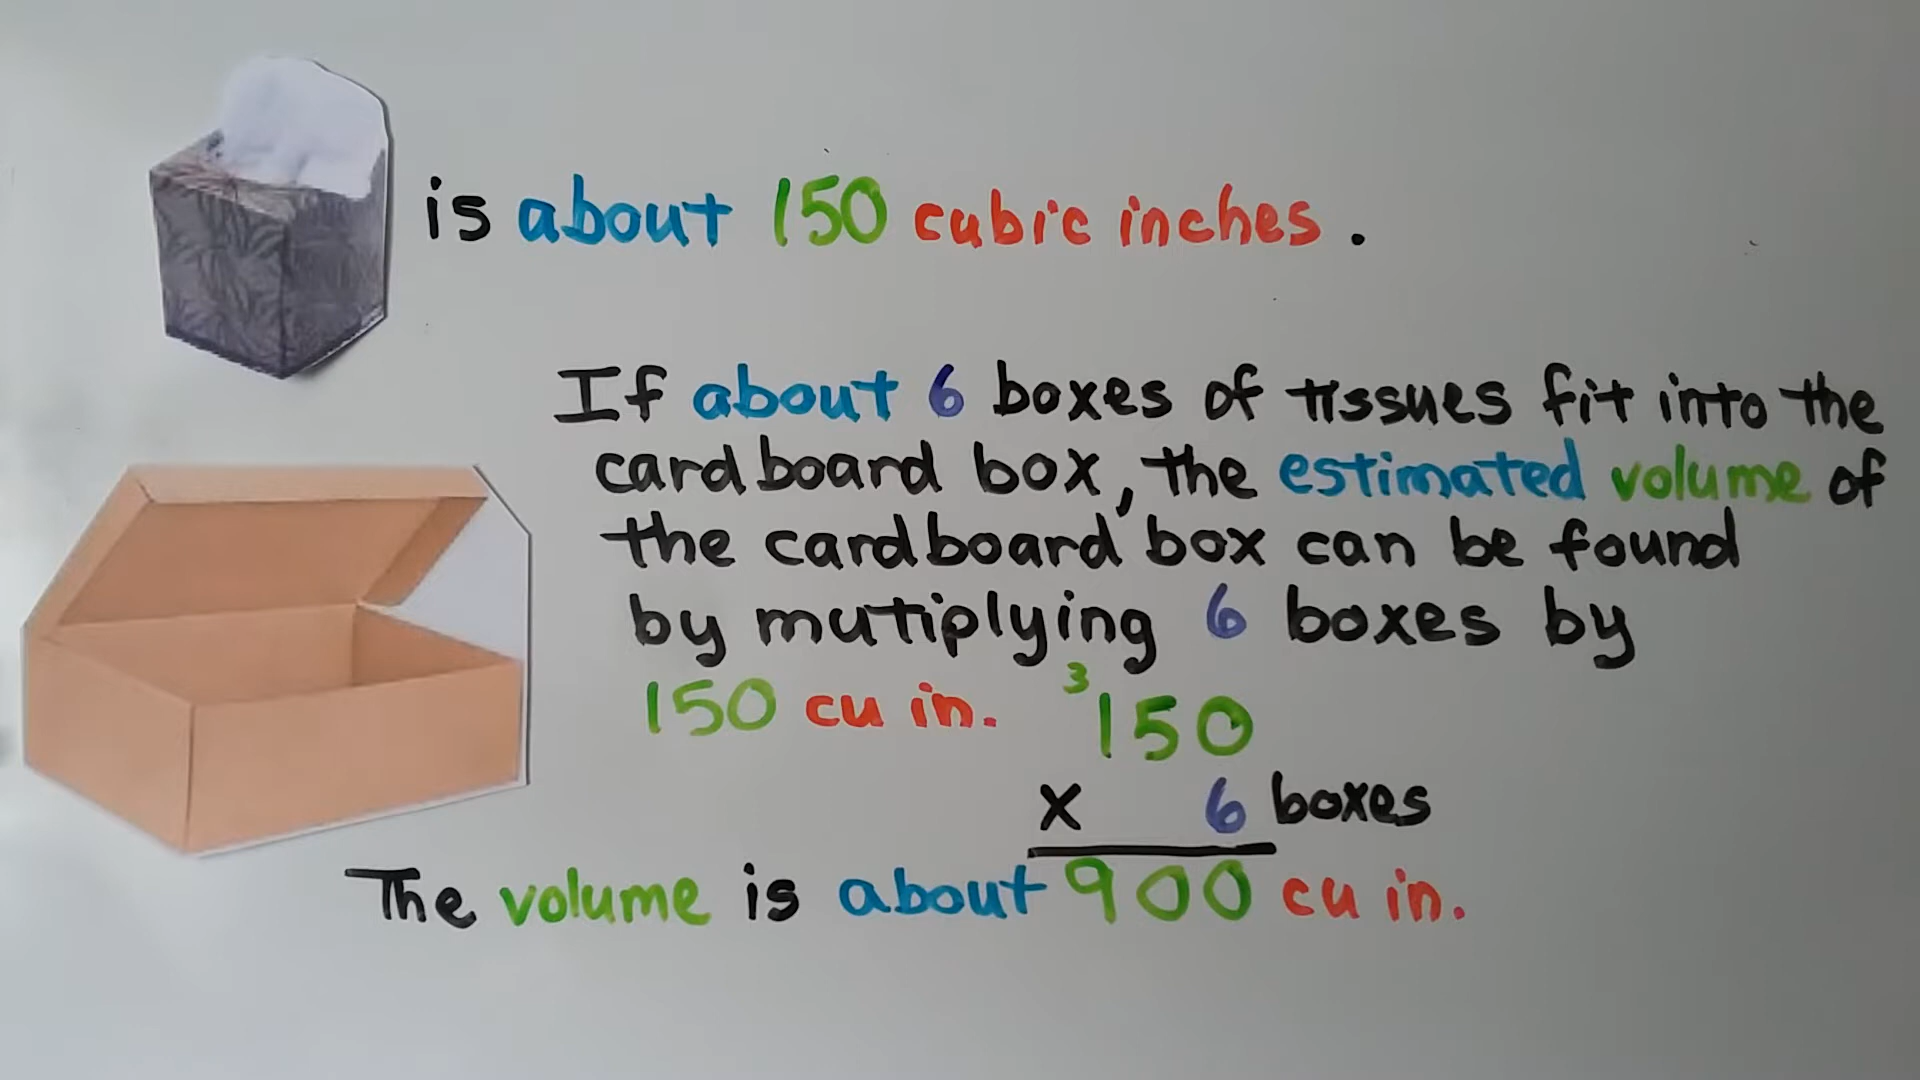 is about 150 cubic inches.
If about 6 boxes of tissues fit into the
cardboard box, the estimated volume of
the cardboard box can be found
by mutiplying 6 boxes by
150 cu in.
3
150
x 6 boxes
The volume is about 900 cu in.